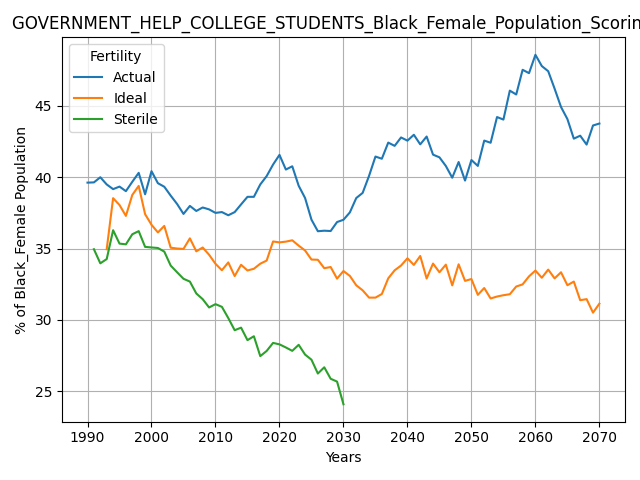 GOVERNMENT_HELP_COLLEGE_STUDENTS_Black_Female_Population_Scorin
Fertility
Actual
Ideal
Sterile
% of Black_Female Population
45
40
35
30
25
1990 2000 2010 2020 2030 2040 2050 2060 2070
Years